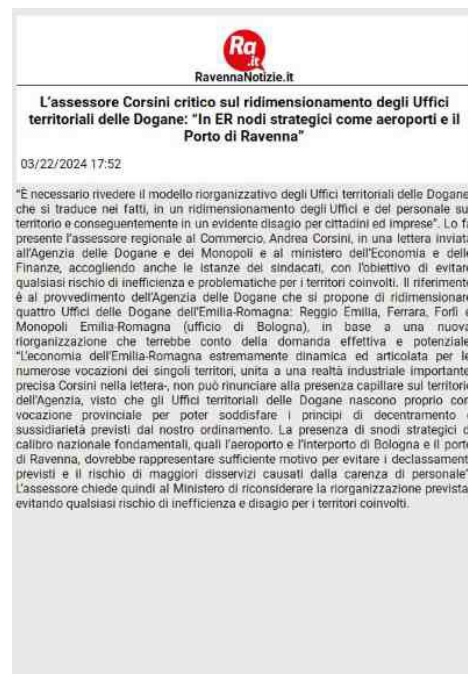 Ra
.it
RavennaNotizie.it
L'assessore Corsini critico sul ridimensionamento degli Uffici
territoriali delle Dogane: "In ER nodi strategici come aeroporti e il
Porto di Ravenna"
03/22/2024 17:52
"È necessario rivedere il modello riorganizzativo degli Uffici territoriali delle Dogane
che si traduce nei fatti, in un ridimensionamento degli Uffici e del personale su
territorio e conseguentemente in un evidente disagio per cittadini ed imprese". Lo fa
presente l'assessore regionale al Commercio, Andrea Corsini, in una lettera inviata
all'Agenzia delle Dogane e dei Monopoli e al ministero dell'Economia e delle
Finanze, accogliendo anche le istanze dei sindacati, con l'obiettivo di evitare
qualsiasi rischio di inefficienza e problematiche per i territori coinvolti. Il riferimento
è al provvedimento dell'Agenzia delle Dogane che si propone di ridimensionare
quattro Uffici delle Dogane dell'Emilia-Romagna: Reggio Emilia, Ferrara, Forlì e
Monopoli Emilia-Romagna (ufficio di Bologna), in base a una nuova
riorganizzazione che terrebbe conto della domanda effettiva e potenziale
"L'economia dell'Emilia-Romagna estremamente dinamica ed articolata per le
numerose vocazioni dei singoli territori, unita a una realtà industriale importante
precisa Corsini nella lettera-, non può rinunciare alla presenza capillare sul territorio
dell'Agenzia, visto che gli Uffici territoriali delle Dogane nascono proprio con
vocazione provinciale per poter soddisfare i principi di decentramento e
sussidiarietà previsti dal nostro ordinamento. La presenza di snodi strategici d
calibro nazionale fondamentali, quali l'aeroporto e l'interporto di Bologna e il porto
di Ravenna, dovrebbe rappresentare sufficiente motivo per evitare i declassament
previsti e il rischio di maggiori disservizi causati dalla carenza di personale"
L'assessore chiede quindi al Ministero di riconsiderare la riorganizzazione prevista
evitando qualsiasi rischio di inefficienza e disagio per i territori coinvolti.